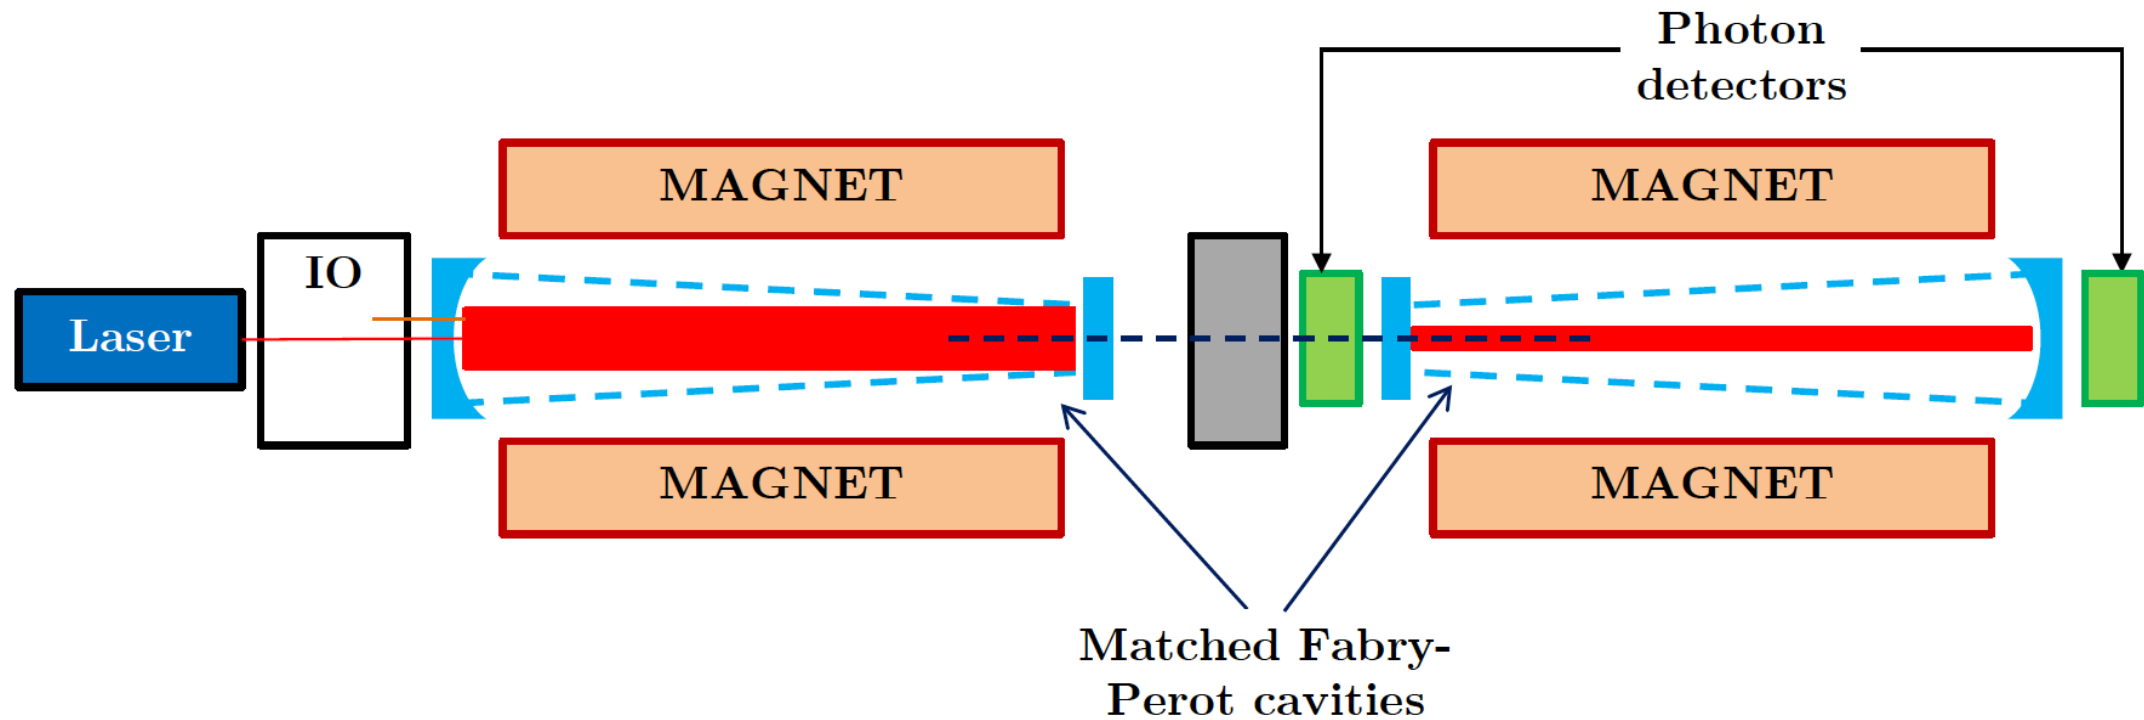 Photon
detectors
MAGNET
MAGNET
IO
Laser
MAGNET
MAGNET
Matched Fabry-
Perot cavities